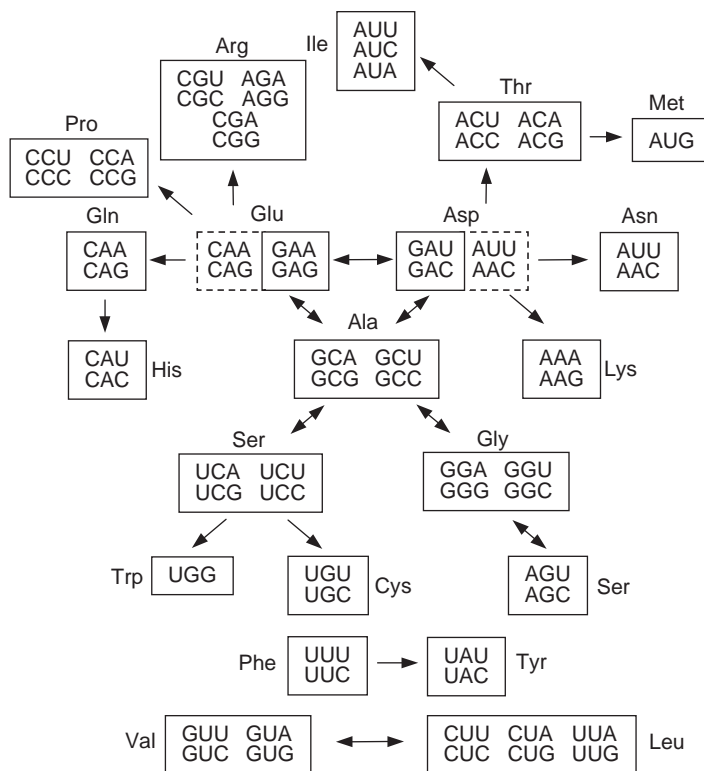 Ile
AUU
AUC
AUA
Arg
CGU AGA
CGC AGG
CGA
CGG
Thr
ACU ACA
ACC ACG
Met
AUG
Pro
CCU CCA
CCC CCG
Gln
CAA
CAG
Glu
CAA GAA
CAG GAG
Asp
GAU AUU
GAC AAC
Asn
AUU
AAC
CAU
CAC
His
Ala
GCA GCU
GCG GCC
AAA
AAG
Lys
Ser
UCA UCU
UCG UCC
Gly
GGA GGU
GGG GGC
Trp
UGG
UGU
UGC
Cys
AGU
AGC
Ser
Phe
UUU
UUC
UAU
UAC
Tyr
Val
GUU GUA
GUC GUG
CUU CUA UUA
CUC CUG UUG
Leu